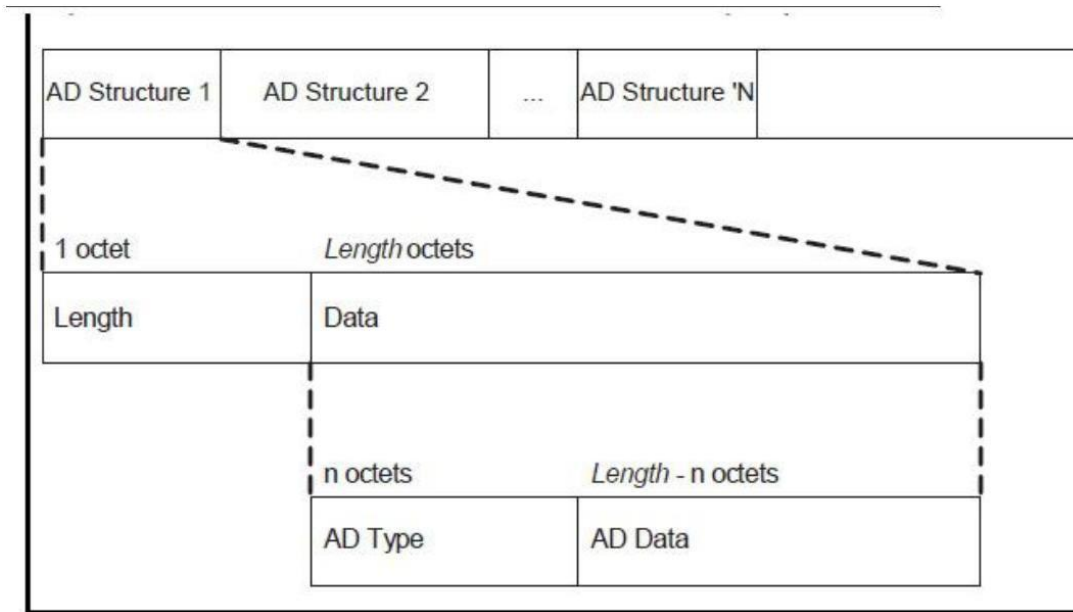 AD Structure 1 AD Structure 2 ... AD Structure 'N
1 octet Length octets
Length Data
n octets Length - n octets
AD Type AD Data